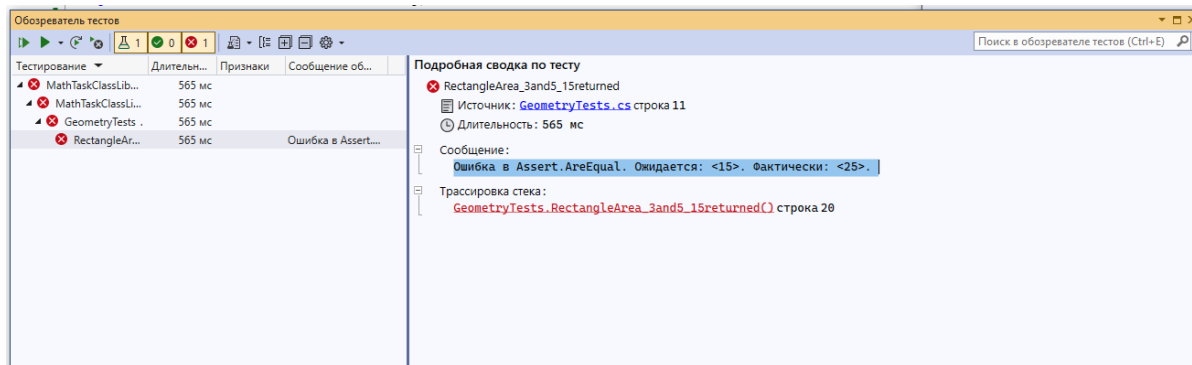 Обозреватель тестов
1 0 1
Поиск в обозревателе тестов (Ctrl+E)
Тестирование Длительн... Признаки Сообщение об...
MathTaskClassLib... 565 мс
MathTaskClassLi... 565 мс
GeometryTests . 565 мс
RectangleAr... 565 мс Ошибка в Assert....
Подробная сводка по тесту
RectangleArea_3and5_15returned
Источник: GeometryTests.cs строка 11
Длительность: 565 мс
Сообщение:
Ошибка в Assert.AreEqual. Ожидается: <15>. Фактически: <25>.
Трассировка стека:
GeometryTests.RectangleArea_3and5_15returned() строка 20